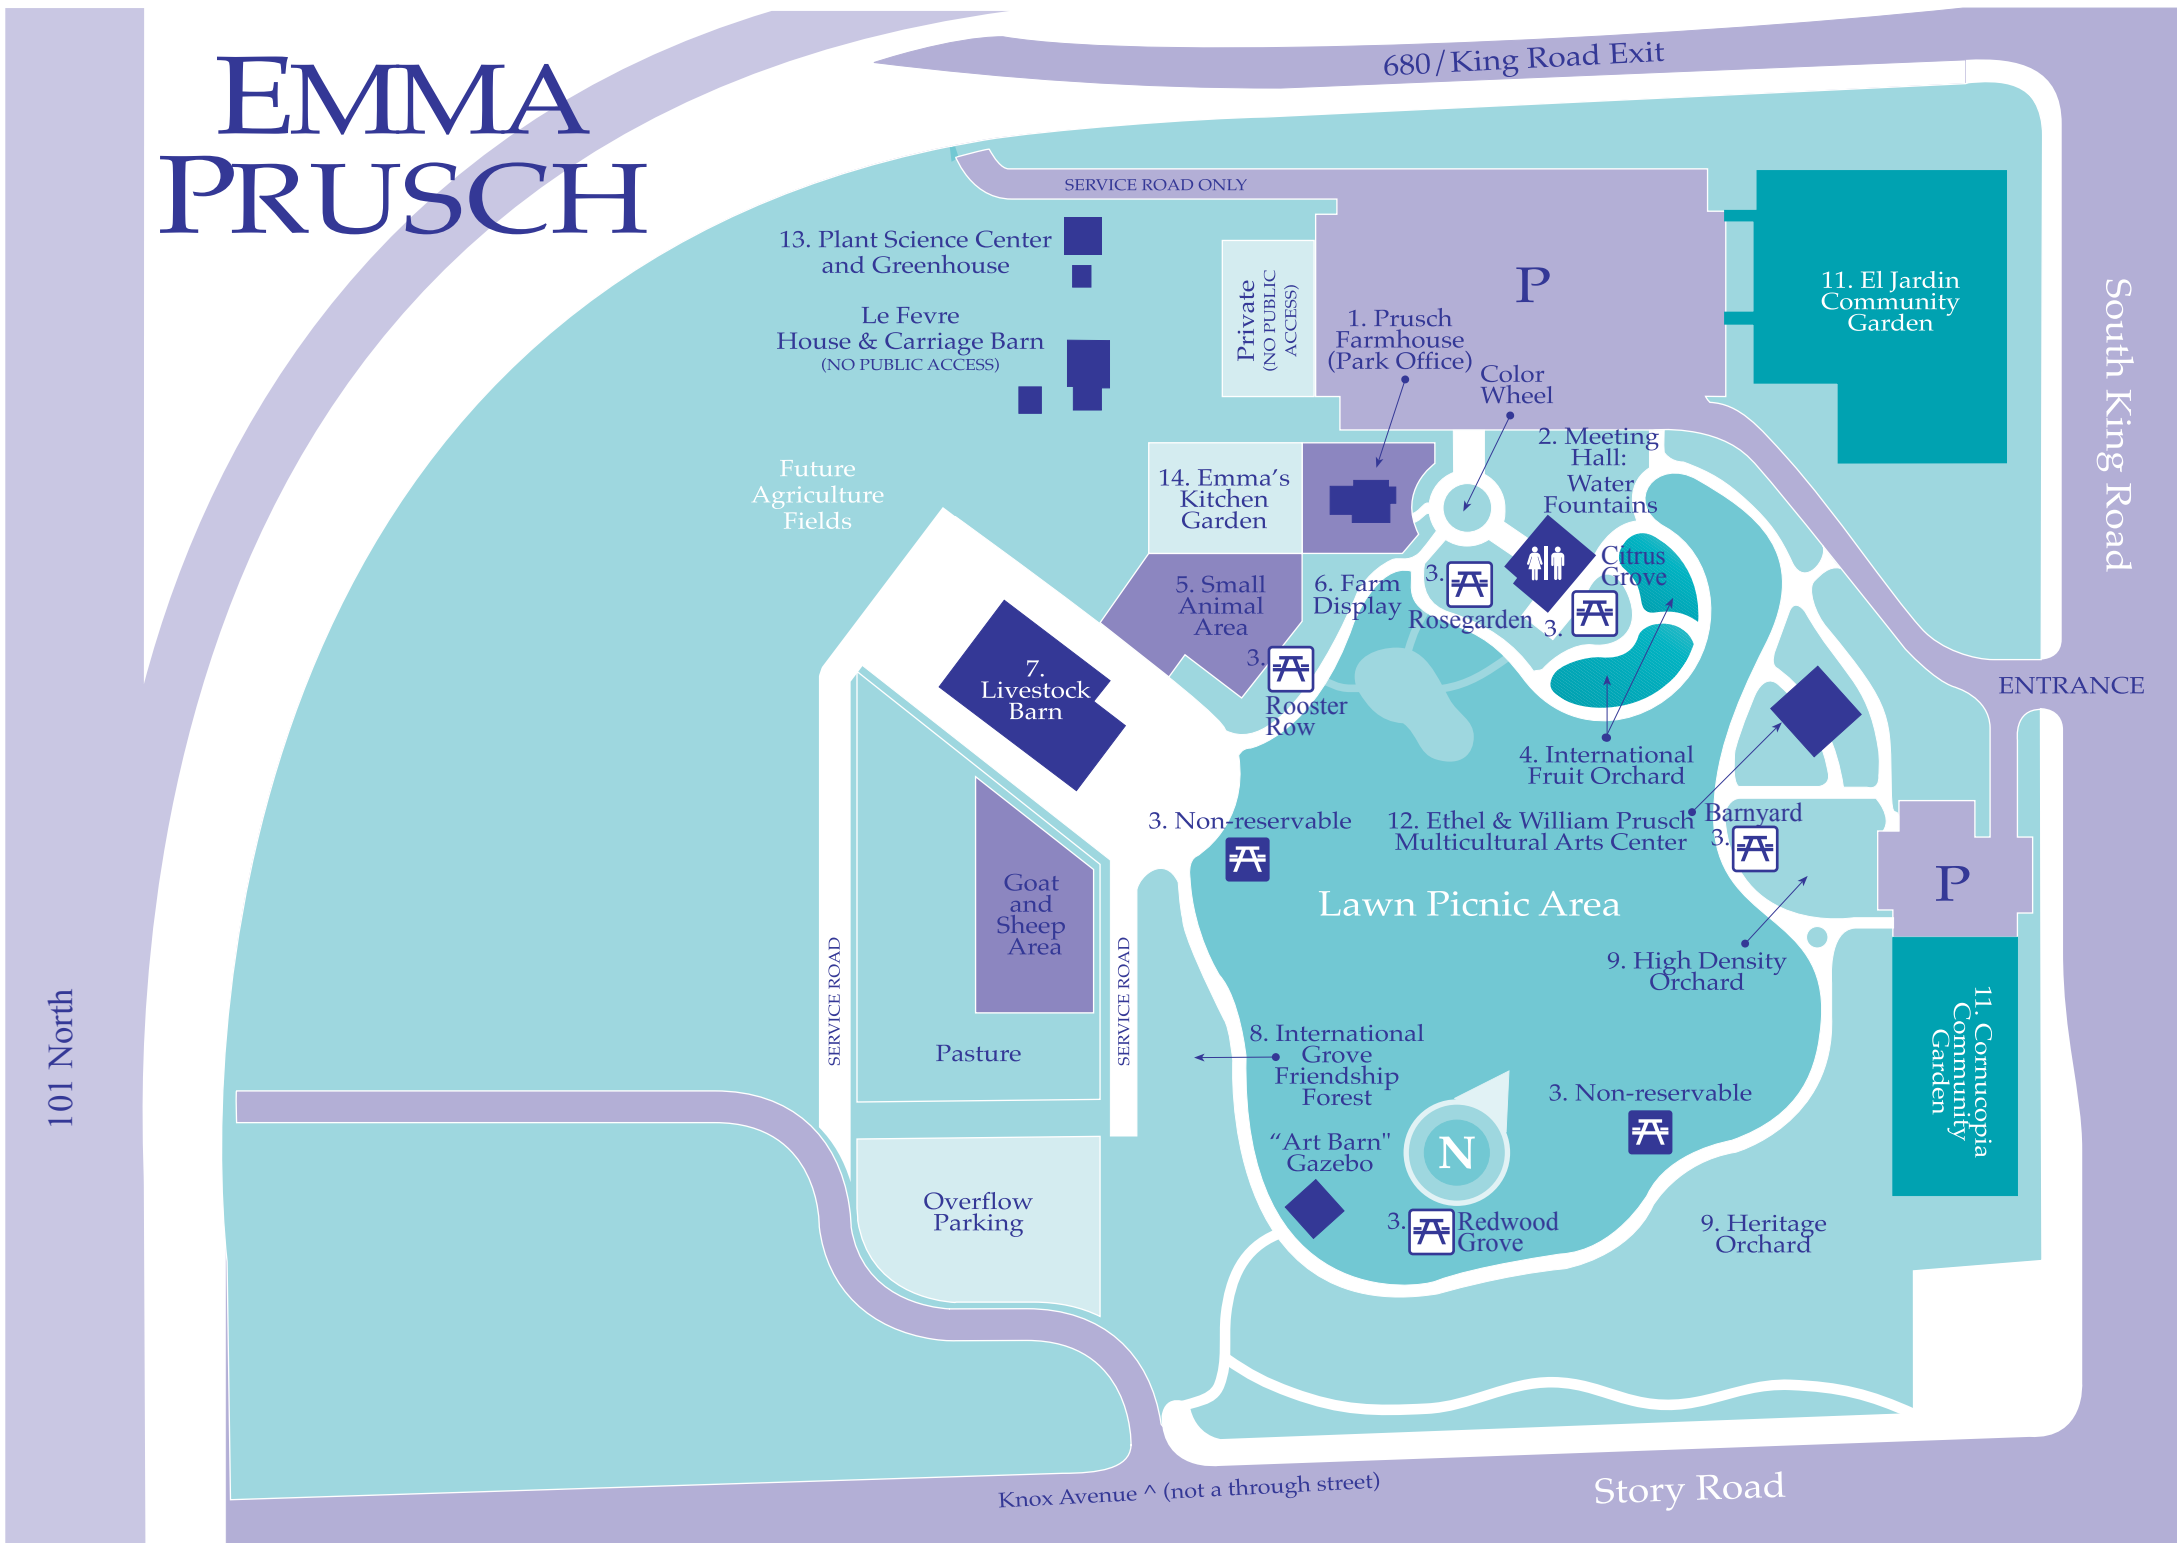 EMMA
PRUSCH
680/King Road Exit
SERVICE ROAD ONLY
13. Plant Science Center
and Greenhouse
Le Fevre
House & Carriage Barn
(NO PUBLIC ACCESS)
Private
(NO PUBLIC
ACCESS)
P
1. Prusch
Farmhouse
(Park Office)
Color
Wheel
11. El Jardin
Community
Garden
South King Road
2. Meeting
Hall:
Water
Fountains
Future
Agriculture
Fields
14. Emma's
Kitchen
Garden
5. Small
Animal
Area
6. Farm
Display
3.
Rosegarden
Citrus
Grove
3.
7.
Livestock
Barn
3.
Rooster
Row
ENTRANCE
4. International
Fruit Orchard
3. Non-reservable
12. Ethel & William Prusch
Multicultural Arts Center
Barnyard
3.
P
Lawn Picnic Area
Goat
and
Sheep
Area
9. High Density
Orchard
SERVICE ROAD
SERVICE ROAD
101 North
Pasture
8. International
Grove
Friendship
Forest
11. Cornucopia
Community
Garden
3. Non-reservable
"Art Barn"
Gazebo
N
Overflow
Parking
3.
Redwood
Grove
9. Heritage
Orchard
Knox Avenue ^ (not a through street)
Story Road